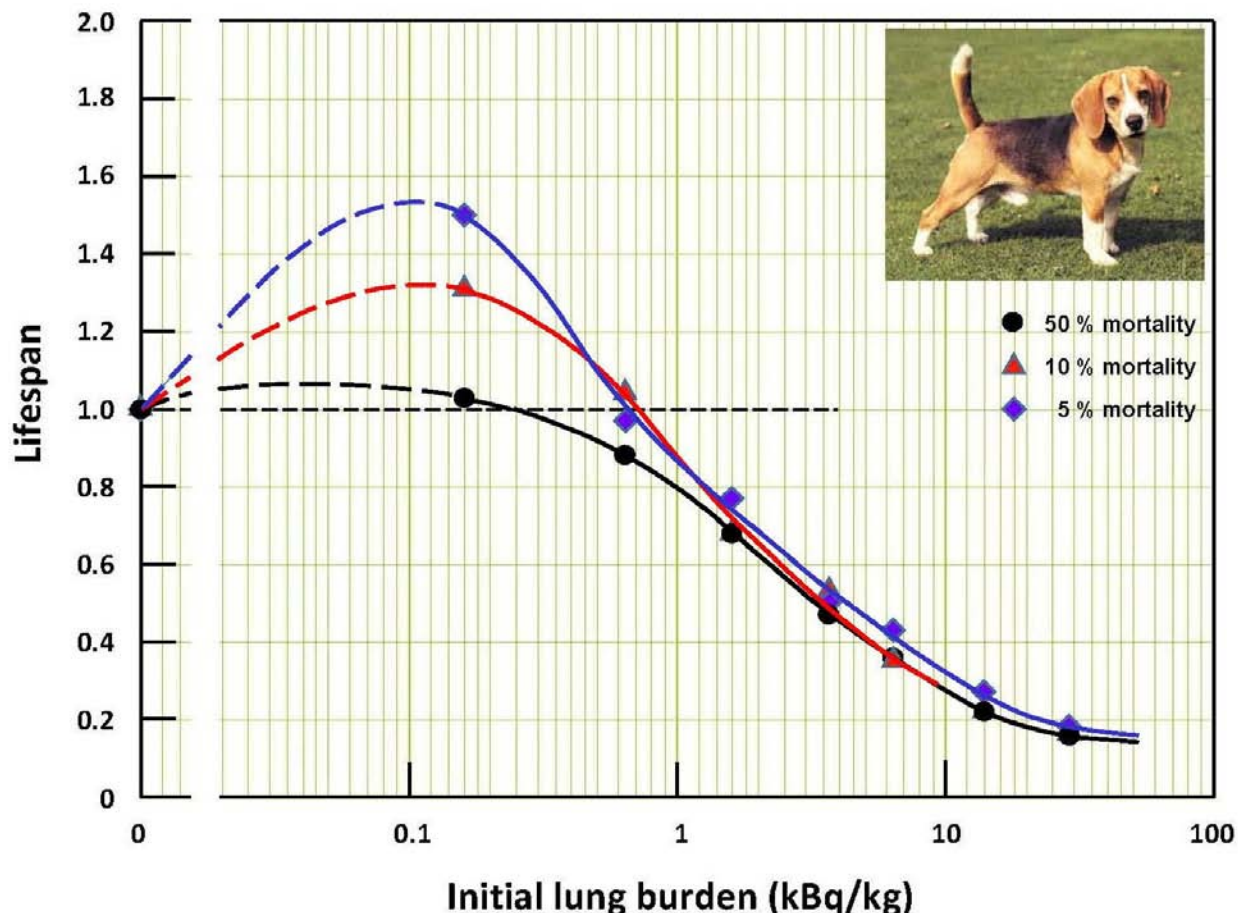 2.0
1.8
1.6
1.4
1.2
1.0
0.8
0.6
0.4
0.2
0
Lifespan
50 % mortality
10 % mortality
5 % mortality
0 0.1 1 10 100
Initial lung burden (kBq/kg)